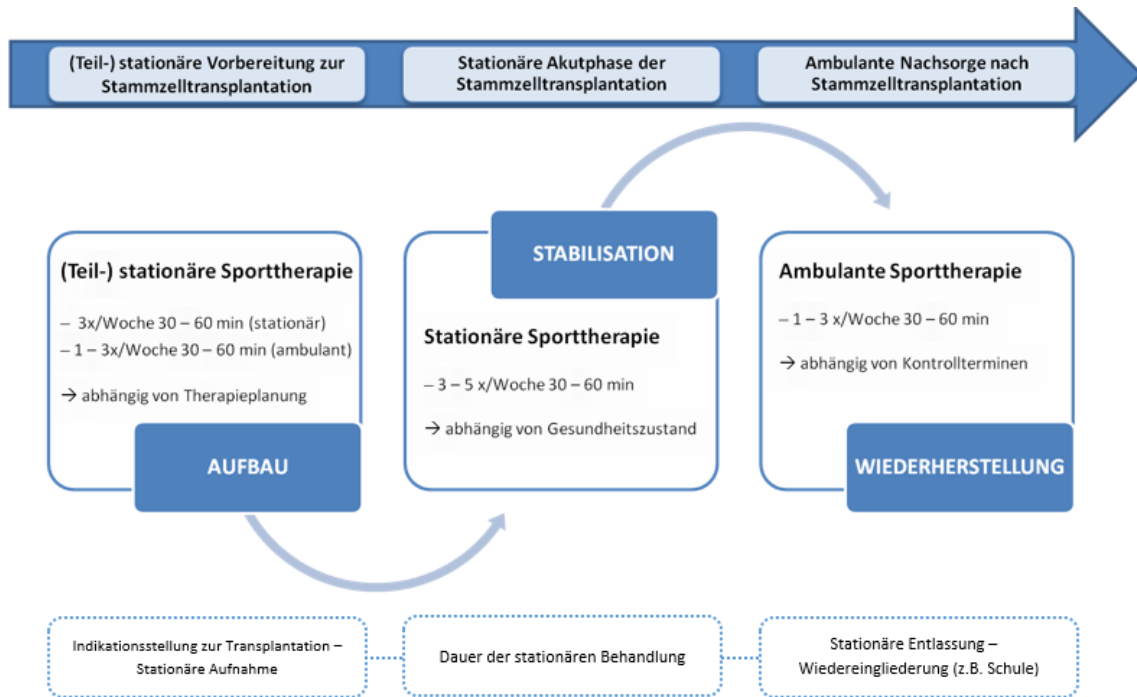 (Teil-) stationäre Vorbereitung zur
Stammzelltransplantation
Stationäre Akutphase der
Stammzelltransplantation
Ambulante Nachsorge nach
Stammzelltransplantation
(Teil-) stationäre Sporttherapie
– 3x/Woche 30 – 60 min (stationär)
– 1 – 3x/Woche 30 – 60 min (ambulant)
→ abhängig von Therapieplanung
AUFBAU
STABILISATION
Stationäre Sporttherapie
– 3 – 5 x/Woche 30 – 60 min
→ abhängig von Gesundheitszustand
Ambulante Sporttherapie
– 1 – 3 x/Woche 30 – 60 min
→ abhängig von Kontrollterminen
WIEDERHERSTELLUNG
Indikationsstellung zur Transplantation –
Stationäre Aufnahme
Dauer der stationären Behandlung
Stationäre Entlassung –
Wiedereingliederung (z.B. Schule)